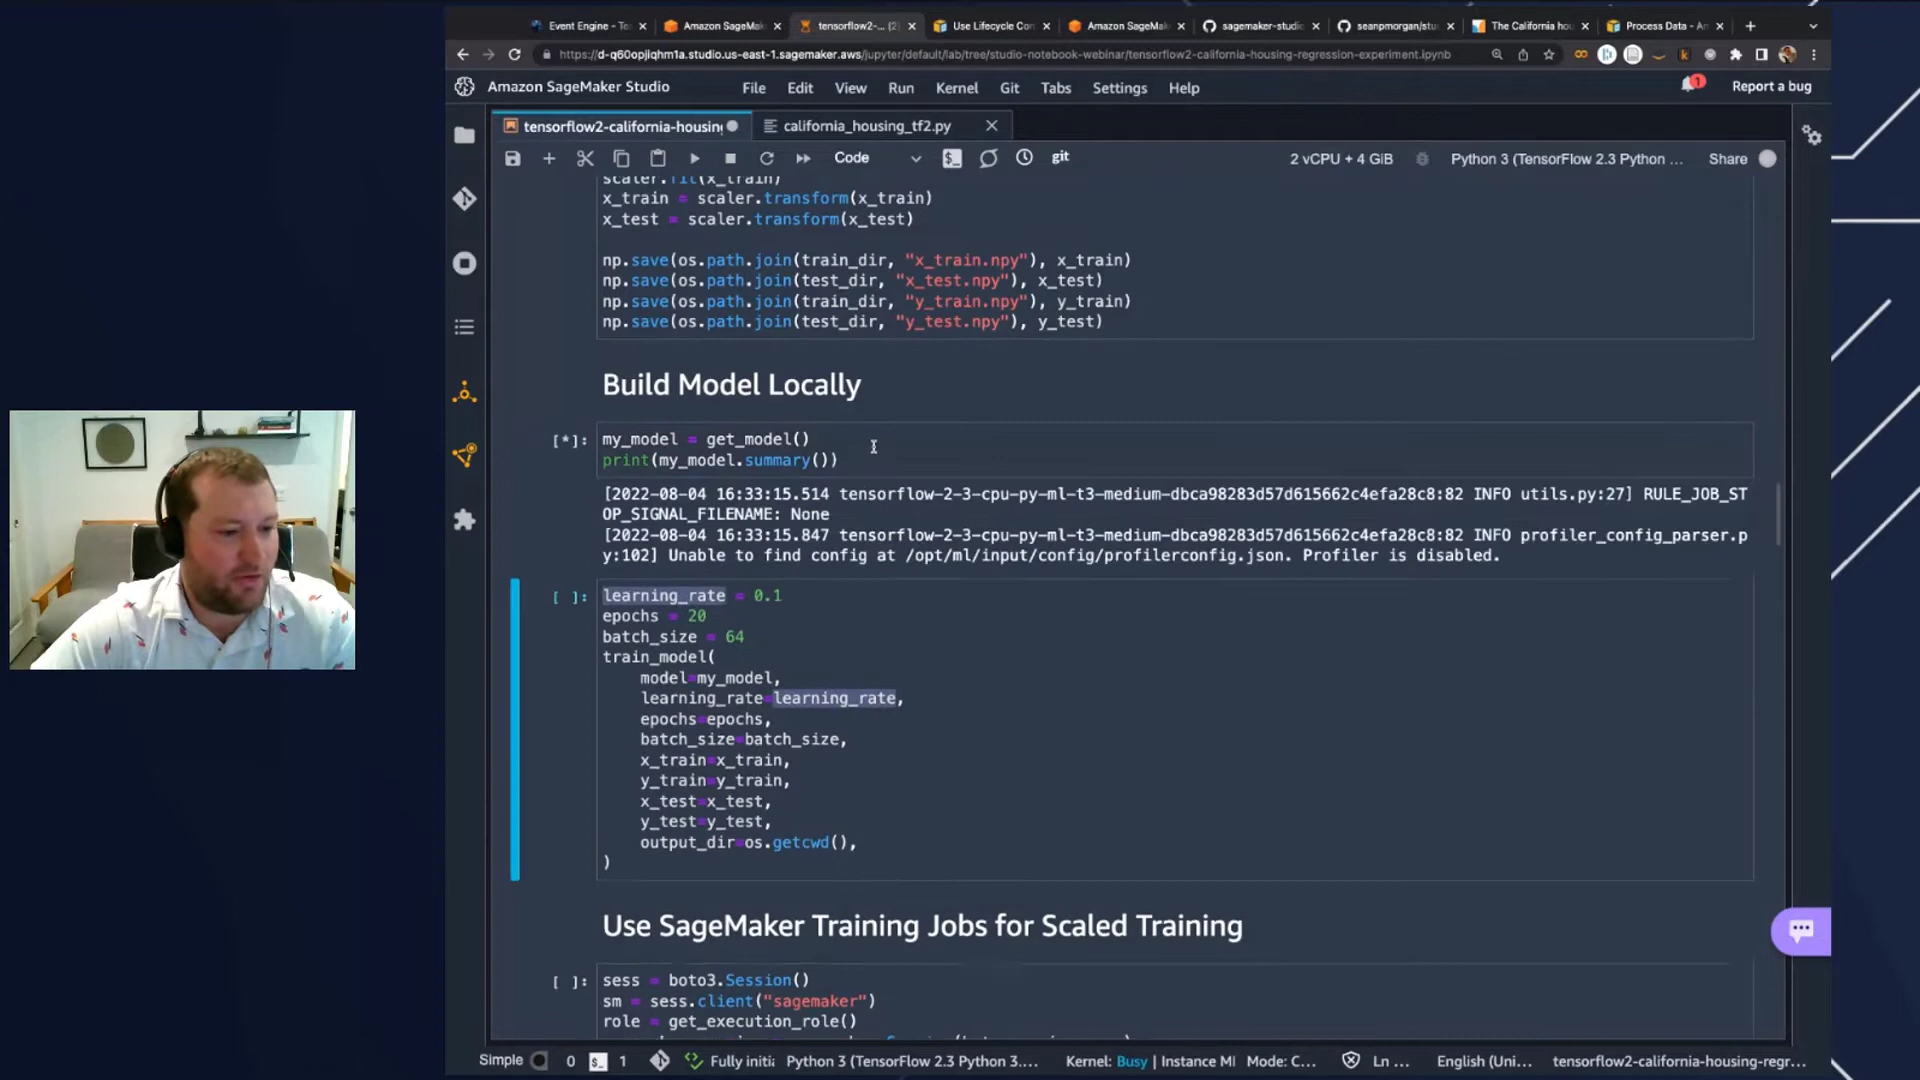 Event Engine - Te
Amazon SageMak
tensorflow2-... (2)
Use Lifecycle Con
Amazon SageMak
sagemaker-studio
seanpmorgan/stu
The California hou
Process Data - Am
https://d-q60opjiqhm1a.studio.us-east-1.sagemaker.aws/jupyter/default/lab/tree/studio-notebook-webinar/tensorflow2-california-housing-regression-experiment.ipynb
Amazon SageMaker Studio
File Edit View Run Kernel Git Tabs Settings Help
1
Report a bug
tensorflow2-california-housing
california_housing_tf2.py
Code
git
2 vCPU + 4 GiB
Python 3 (TensorFlow 2.3 Python ...
Share
scaler.fit(x_train)
x_train = scaler.transform(x_train)
x_test = scaler.transform(x_test)
np.save(os.path.join(train_dir, "x_train.npy"), x_train)
np.save(os.path.join(test_dir, "x_test.npy"), x_test)
np.save(os.path.join(train_dir, "y_train.npy"), y_train)
np.save(os.path.join(test_dir, "y_test.npy"), y_test)
Build Model Locally
[*]: my_model = get_model()
print(my_model.summary())
[2022-08-04 16:33:15.514 tensorflow-2-3-cpu-py-ml-t3-medium-dbca98283d57d615662c4efa28c8:82 INFO utils.py:27] RULE_JOB_ST
OP_SIGNAL_FILENAME: None
[2022-08-04 16:33:15.847 tensorflow-2-3-cpu-py-ml-t3-medium-dbca98283d57d615662c4efa28c8:82 INFO profiler_config_parser.p
y:102] Unable to find config at /opt/ml/input/config/profilerconfig.json. Profiler is disabled.
[ ]: learning_rate = 0.1
epochs = 20
batch_size = 64
train_model(
model=my_model,
learning_rate=learning_rate,
epochs=epochs,
batch_size=batch_size,
x_train=x_train,
y_train=y_train,
x_test=x_test,
y_test=y_test,
output_dir=os.getcwd(),
)
Use SageMaker Training Jobs for Scaled Training
[ ]: sess = boto3.Session()
sm = sess.client("sagemaker")
role = get_execution_role()
Simple 0 1 Fully initi Python 3 (TensorFlow 2.3 Python 3.... Kernel: Busy | Instance MI Mode: C... Ln ... English (Uni... tensorflow2-california-housing-regr...